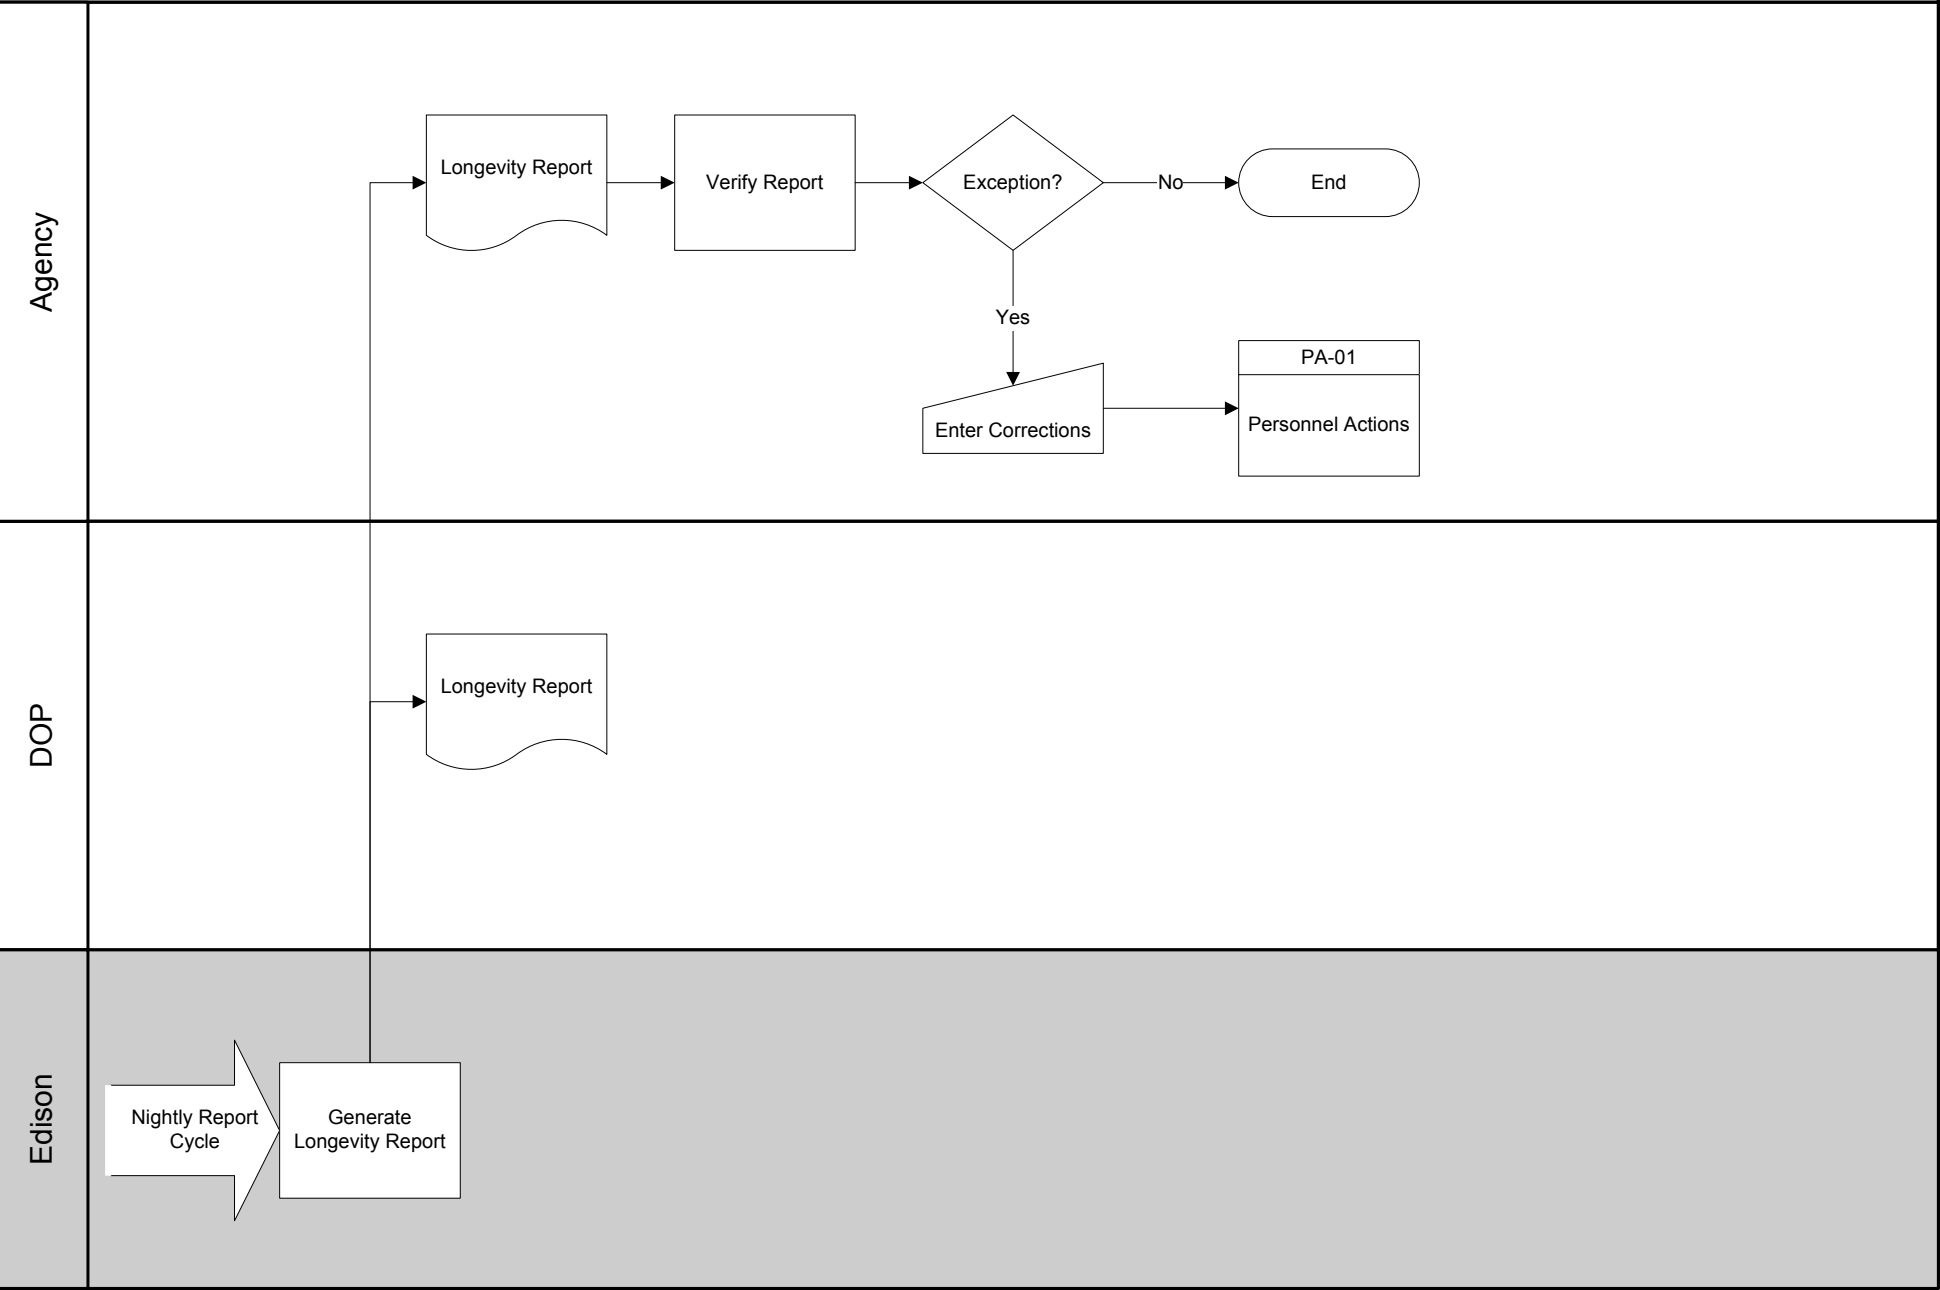 Agency
Longevity Report
Verify Report
Exception?
No
End
Yes
Enter Corrections
PA-01
Personnel Actions
DOP
Longevity Report
Edison
Nightly Report
Cycle
Generate
Longevity Report